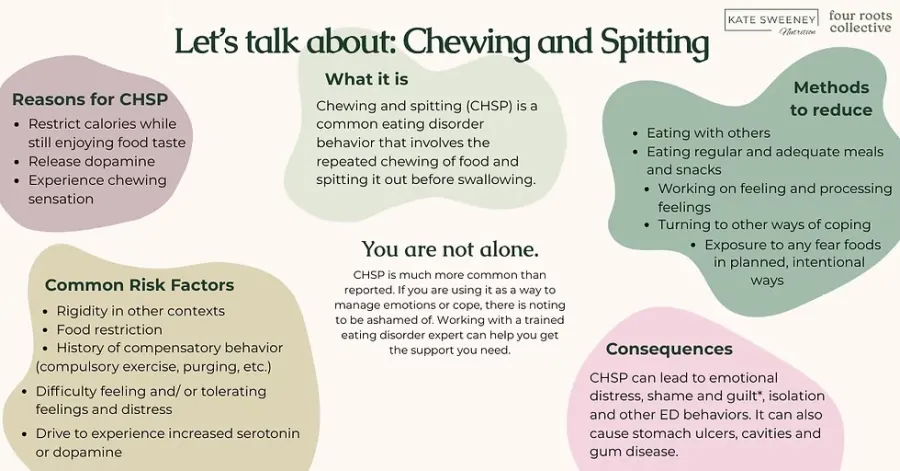 KATE SWEENEY
Nutrition
four roots
collective
Let's talk about: Chewing and Spitting
Reasons for CHSP
• Restrict calories while
still enjoying food taste
• Release dopamine
• Experience chewing
sensation
What it is
Chewing and spitting (CHSP) is a
common eating disorder
behavior that involves the
repeated chewing of food and
spitting it out before swallowing.
Methods
to reduce
• Eating with others
• Eating regular and adequate meals
and snacks
• Working on feeling and processing
feelings
• Turning to other ways of coping
• Exposure to any fear foods
in planned, intentional
ways
Common Risk Factors
• Rigidity in other contexts
• Food restriction
• History of compensatory behavior
(compulsory exercise, purging, etc.)
• Difficulty feeling and/ or tolerating
feelings and distress
• Drive to experience increased serotonin
or dopamine
You are not alone.
CHSP is much more common than
reported. If you are using it as a way to
manage emotions or cope, there is noting
to be ashamed of. Working with a trained
eating disorder expert can help you get
the support you need.
Consequences
CHSP can lead to emotional
distress, shame and guilt*, isolation
and other ED behaviors. It can also
cause stomach ulcers, cavities and
gum disease.